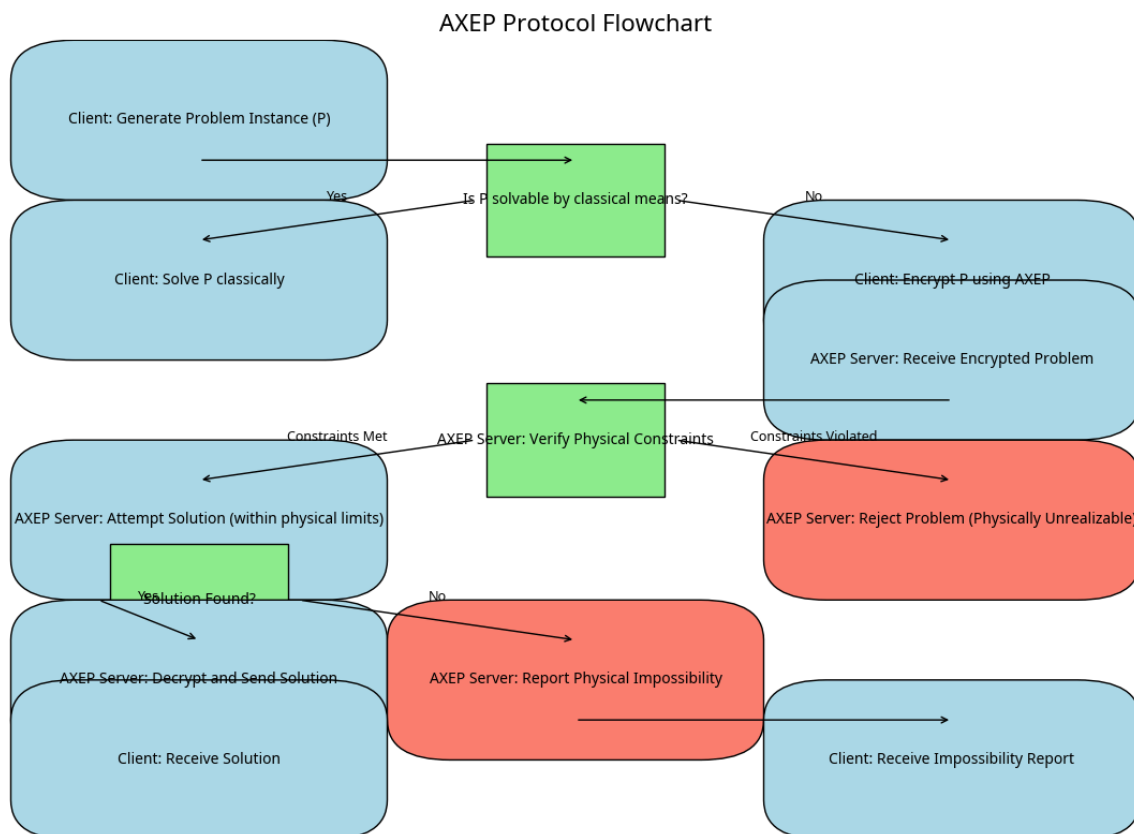 AXEP Protocol Flowchart
Client: Generate Problem Instance (P)
Is P solvable by classical means?
Yes
No
Client: Solve P classically
Client: Encrypt P using AXEP
AXEP Server: Receive Encrypted Problem
AXEP Server: Verify Physical Constraints
Constraints Met
Constraints Violated
AXEP Server: Attempt Solution (within physical limits)
AXEP Server: Reject Problem (Physically Unrealizable)
Solution Found?
Yes
No
AXEP Server: Decrypt and Send Solution
AXEP Server: Report Physical Impossibility
Client: Receive Solution
Client: Receive Impossibility Report